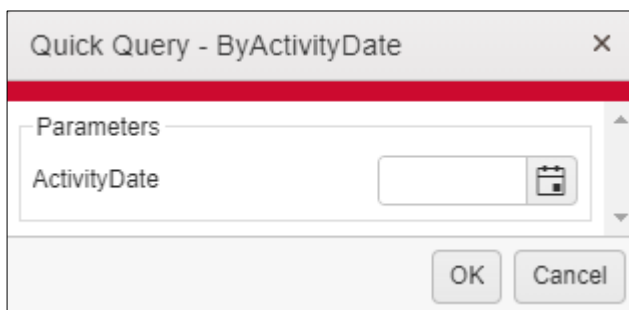 Quick Query - ByActivityDate
Parameters
ActivityDate
OK Cancel